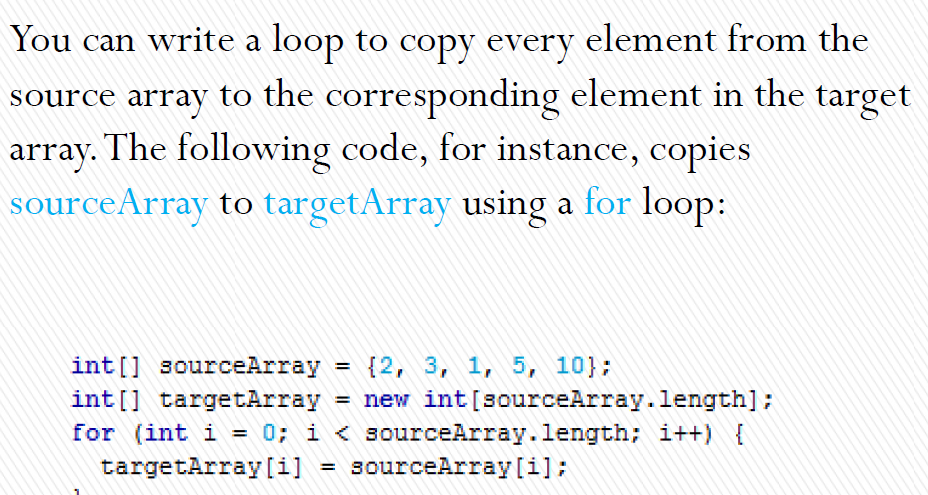 You can write a loop to copy every element from the
source array to the corresponding element in the target
array. The following code, for instance, copies
sourceArray to targetArray using a for loop:
int[] sourceArray = {2, 3, 1, 5, 10};
int[] targetArray = new int[sourceArray.length];
for (int i = 0; i < sourceArray.length; i++) {
targetArray[i] = sourceArray[i];
}